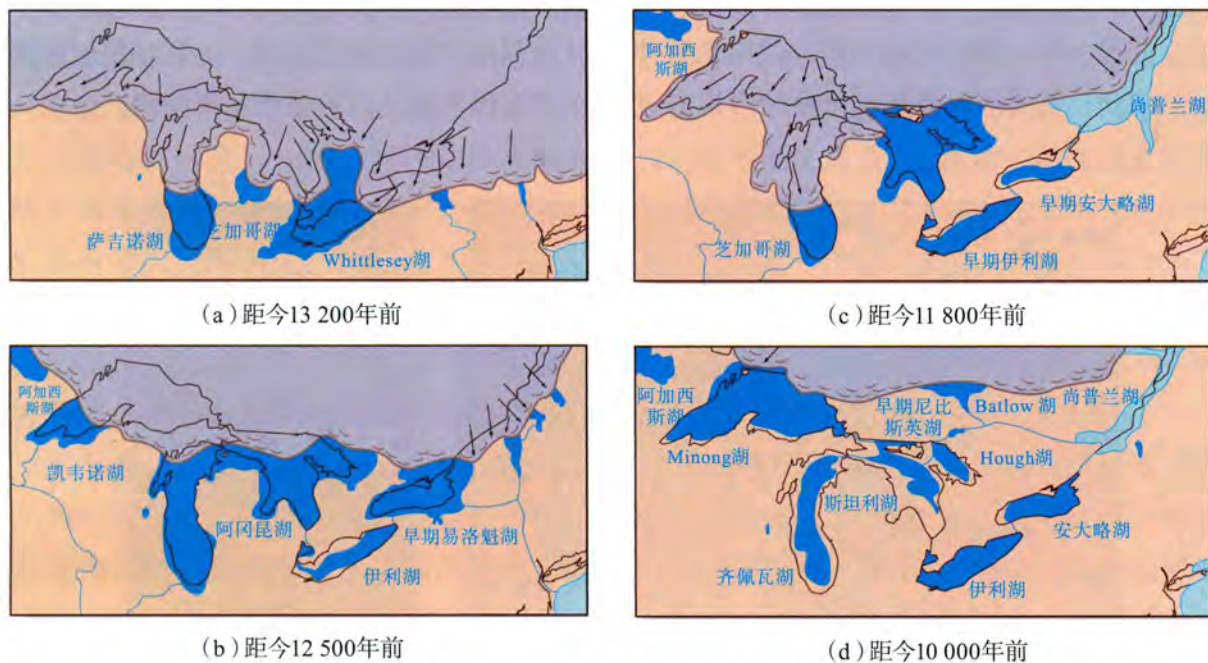 萨吉诺湖
芝加哥湖
Whittlesey湖
(a)距今13 200年前
阿加西
斯湖
尚普兰湖
早期安大略湖
芝加哥湖
早期伊利湖
(c)距今11 800年前
阿加西
斯湖
凯韦诺湖
阿冈昆湖
早期易洛魁湖
伊利湖
(b)距今12 500年前
阿加西
斯湖
早期尼比
斯英湖
Batlow 湖
尚普兰湖
Minong湖
Hough湖
斯坦利湖
安大略湖
齐佩瓦湖
伊利湖
(d)距今10 000年前